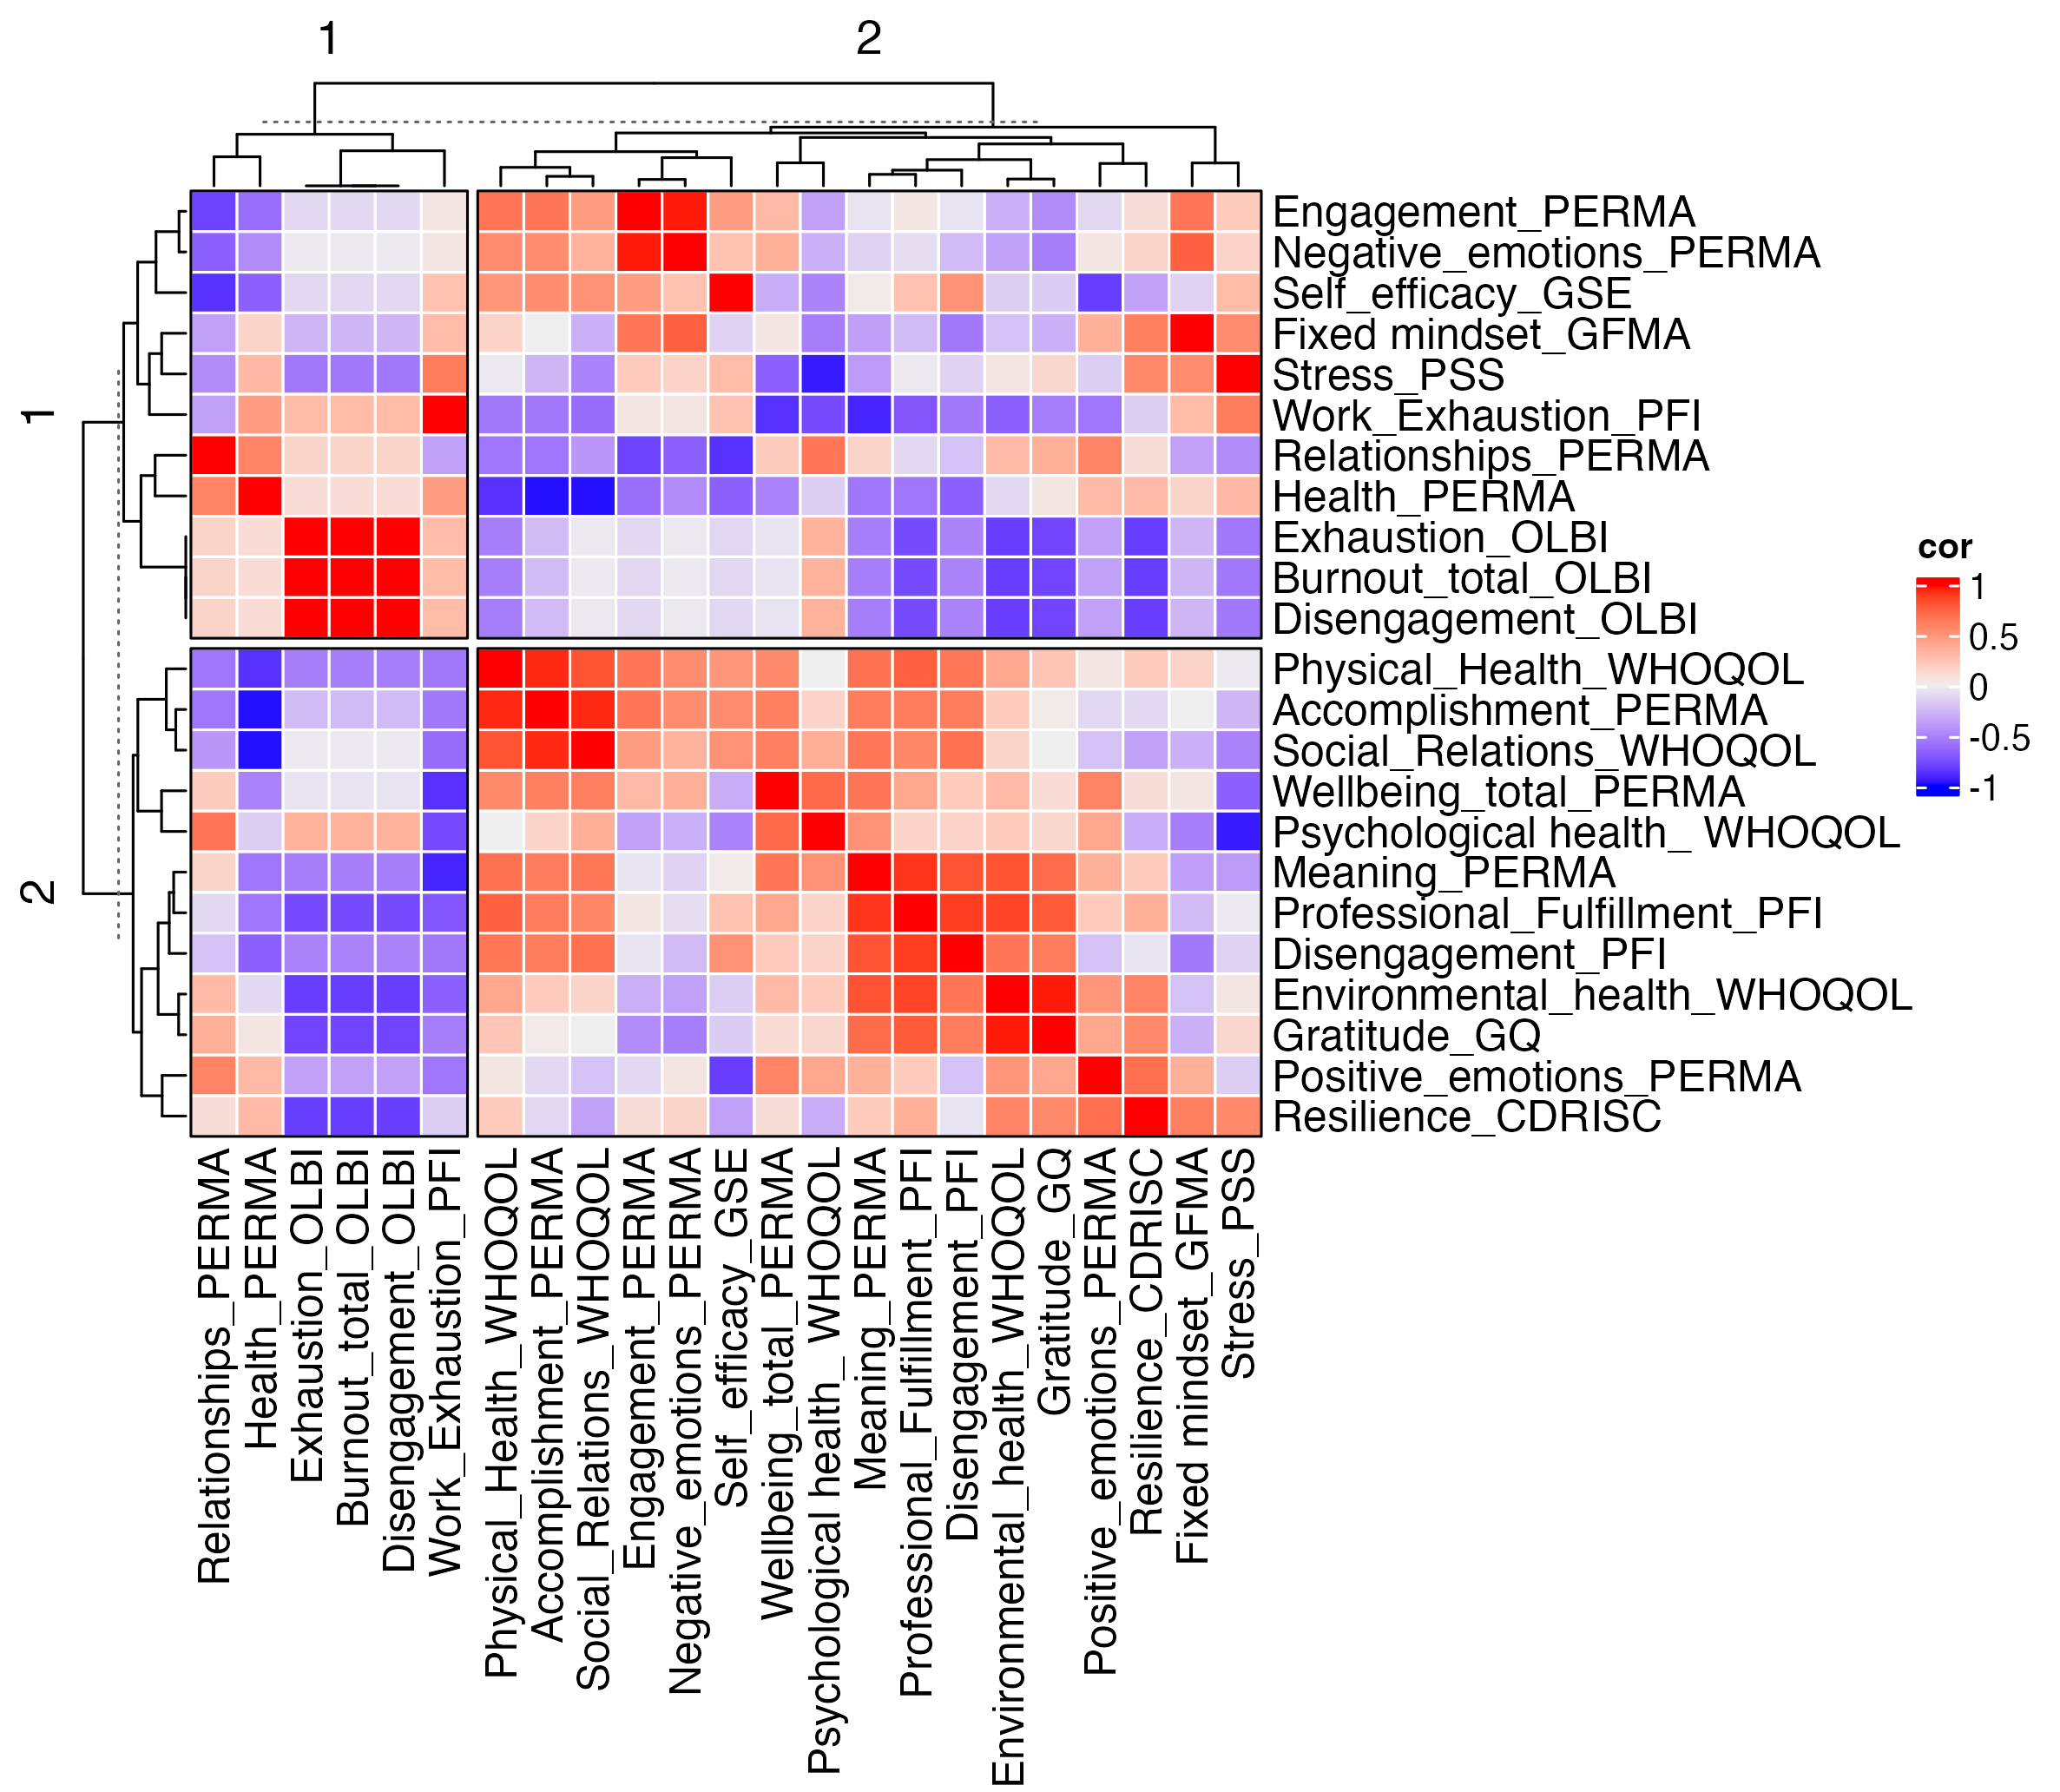 1
2
1
2
Engagement_PERMA
Negative_emotions_PERMA
Self_efficacy_GSE
Fixed mindset_GFMA
Stress_PSS
Work_Exhaustion_PFI
Relationships_PERMA
Health_PERMA
Exhaustion_OLBI
Burnout_total_OLBI
Disengagement_OLBI
Physical_Health_WHOQOL
Accomplishment_PERMA
Social_Relations_WHOQOL
Wellbeing_total_PERMA
Psychological health_ WHOQOL
Meaning_PERMA
Professional_Fulfillment_PFI
Disengagement_PFI
Environmental_health_WHOQOL
Gratitude_GQ
Positive_emotions_PERMA
Resilience_CDRISC
cor
1
0.5
0
-0.5
-1
Relationships_PERMA
Health_PERMA
Exhaustion_OLBI
Burnout_total_OLBI
Disengagement_OLBI
Work_Exhaustion_PFI
Physical_Health_WHOQOL
Accomplishment_PERMA
Social_Relations_WHOQOL
Engagement_PERMA
Negative_emotions_PERMA
Self_efficacy_GSE
Wellbeing_total_PERMA
Psychological health_ WHOQOL
Meaning_PERMA
Professional_Fulfillment_PFI
Disengagement_PFI
Environmental_health_WHOQOL
Gratitude_GQ
Positive_emotions_PERMA
Resilience_CDRISC
Fixed mindset_GFMA
Stress_PSS